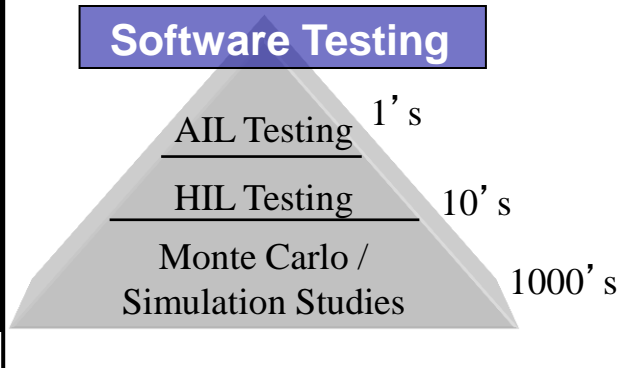 Software Testing
AIL Testing 1's
HIL Testing 10's
Monte Carlo /
Simulation Studies
1000's